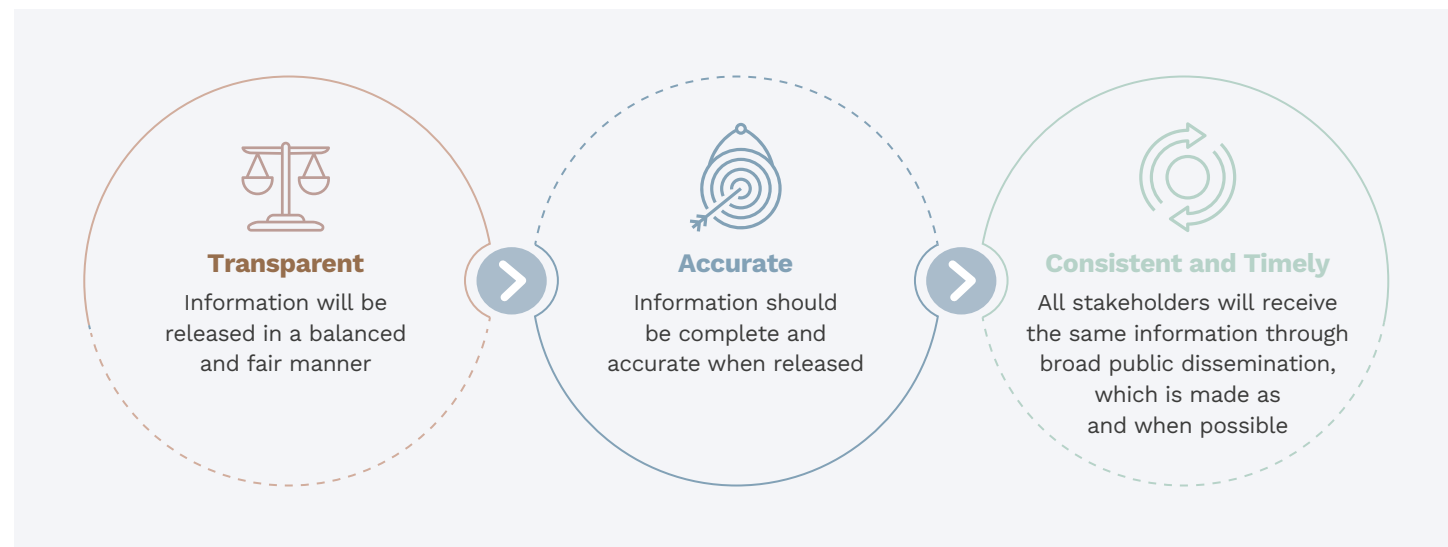 Transparent
Information will be
released in a balanced
and fair manner
Accurate
Information should
be complete and
accurate when released
Consistent and Timely
All stakeholders will receive
the same information through
broad public dissemination,
which is made as
and when possible